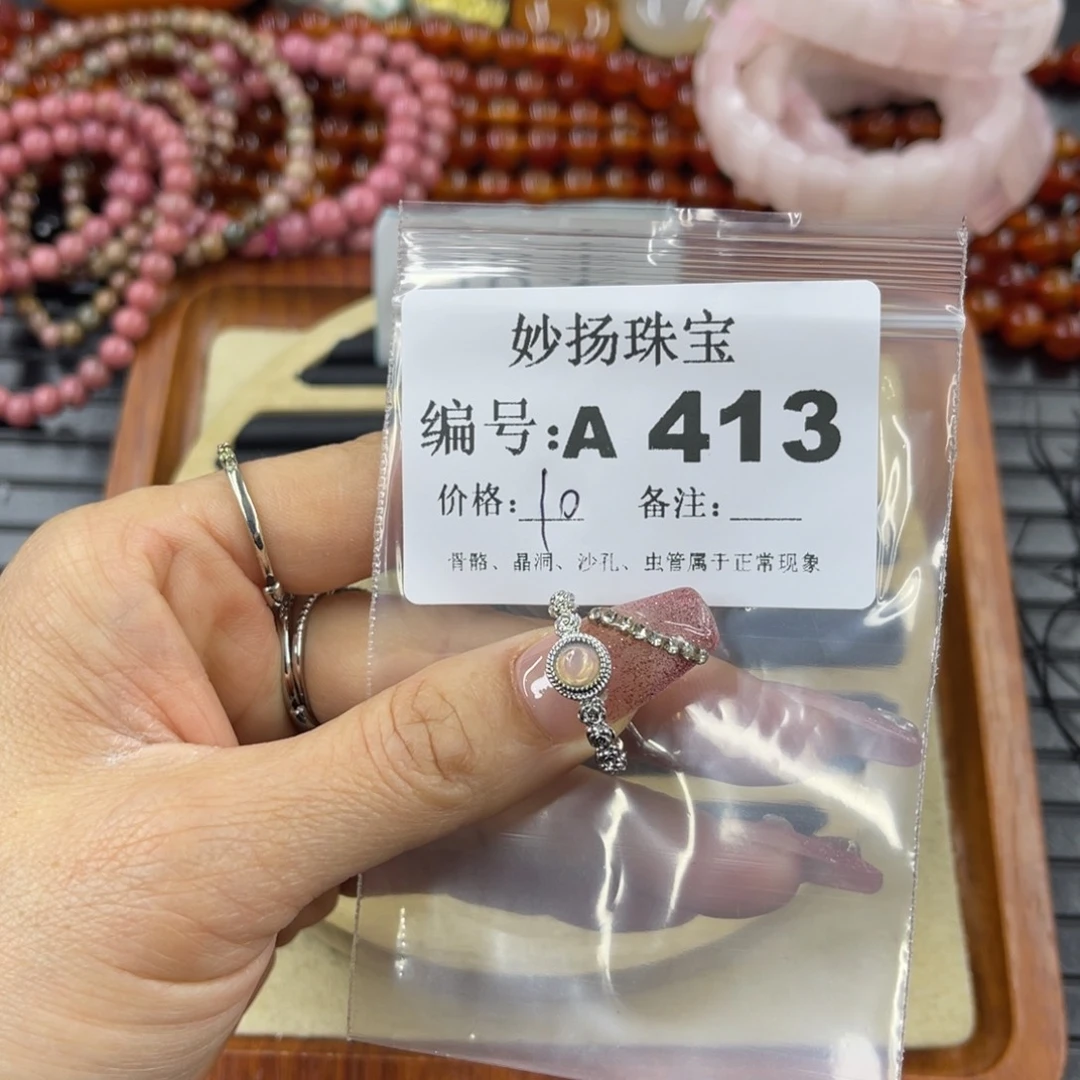 妙扬珠宝
编号:A 413
价格:10 备注:
骨骼、晶洞、沙孔、虫管属于正常现象